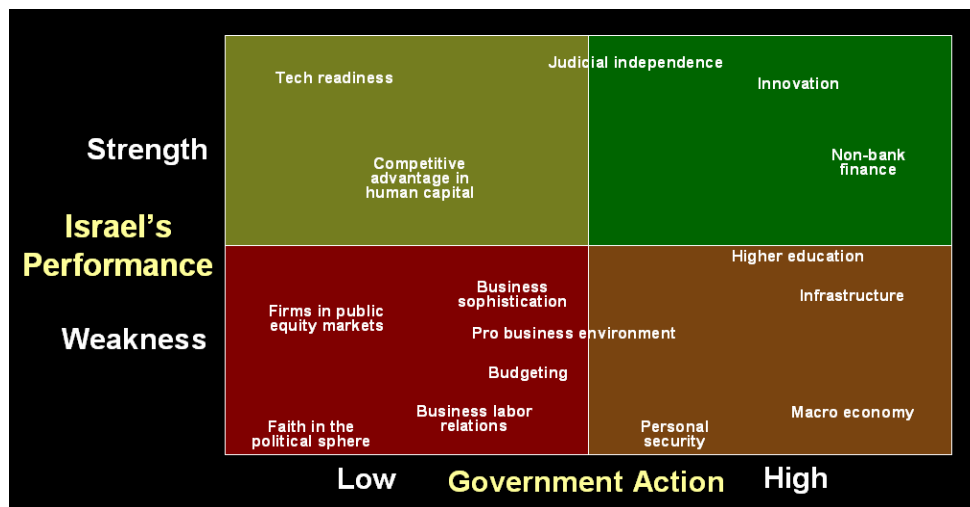 Judicial independence
Tech readiness
Innovation
Strength
Non-bank
finance
Competitive
advantage in
human capital
Israel's
Performance
Higher education
Business
sophistication
Infrastructure
Firms in public
equity markets
Weakness
Pro business environment
Budgeting
Business labor
relations
Macro economy
Faith in the
political sphere
Personal
security
Low
Government Action
High